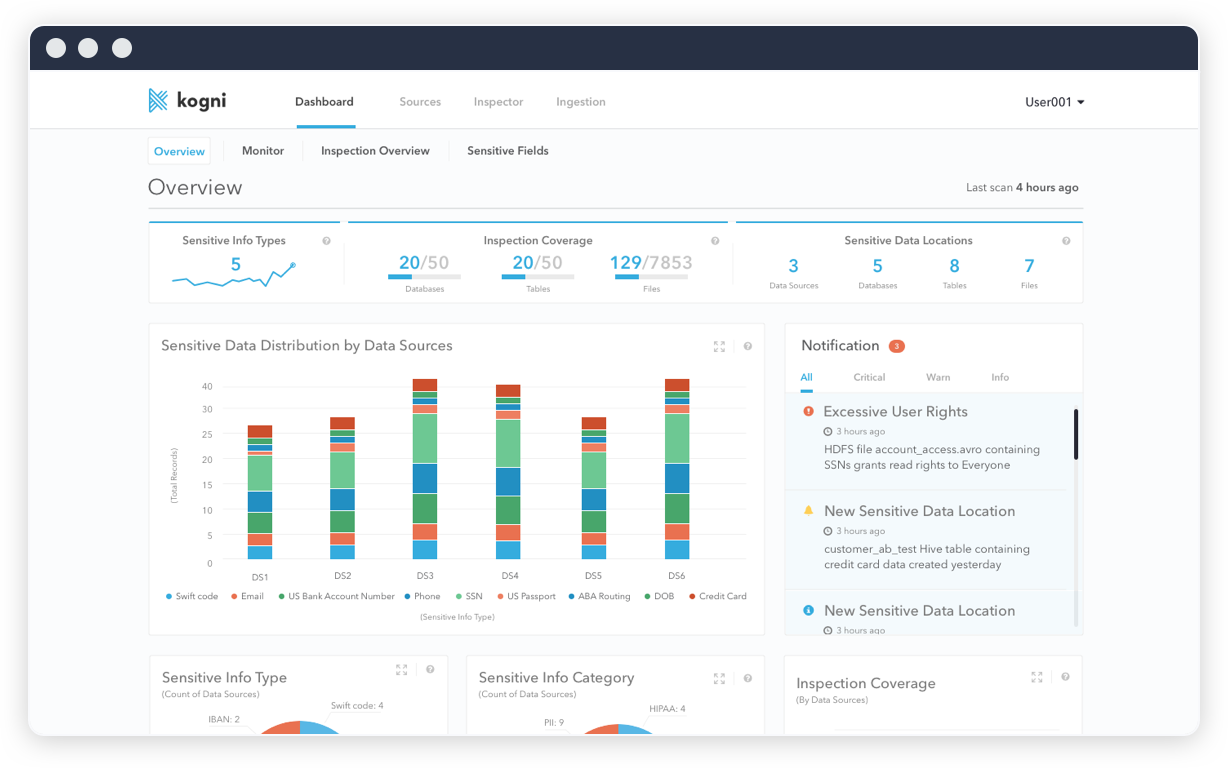 kogni
Dashboard
Sources
Inspector
Ingestion
User001
Overview
Monitor
Inspection Overview
Sensitive Fields
Overview
Last scan 4 hours ago
Sensitive Info Types
?
5
Inspection Coverage
?
20/50
Databases
20/50
Tables
129/7853
Files
Sensitive Data Locations
?
3
Data Sources
5
Databases
8
Tables
7
Files
Sensitive Data Distribution by Data Sources
?
(Total Records)
40
30
25
20
15
10
5
0
DS1
DS2
DS3
DS4
DS5
DS6
Swift code
Email
US Bank Account Number
Phone
SSN
US Passport
ABA Routing
DOB
Credit Card
(Sensitive Info Type)
Notification 3
All
Critical
Warn
Info
Excessive User Rights
3 hours ago
HDFS file account_access.avro containing
SSNs grants read rights to Everyone
New Sensitive Data Location
3 hours ago
customer_ab_test Hive table containing
credit card data created yesterday
New Sensitive Data Location
3 hours ago
Sensitive Info Type
?
(Count of Data Sources)
Swift code: 4
IBAN: 2
Sensitive Info Category
?
(Count of Data Sources)
HIPAA: 4
PII: 9
Inspection Coverage
?
(By Data Sources)